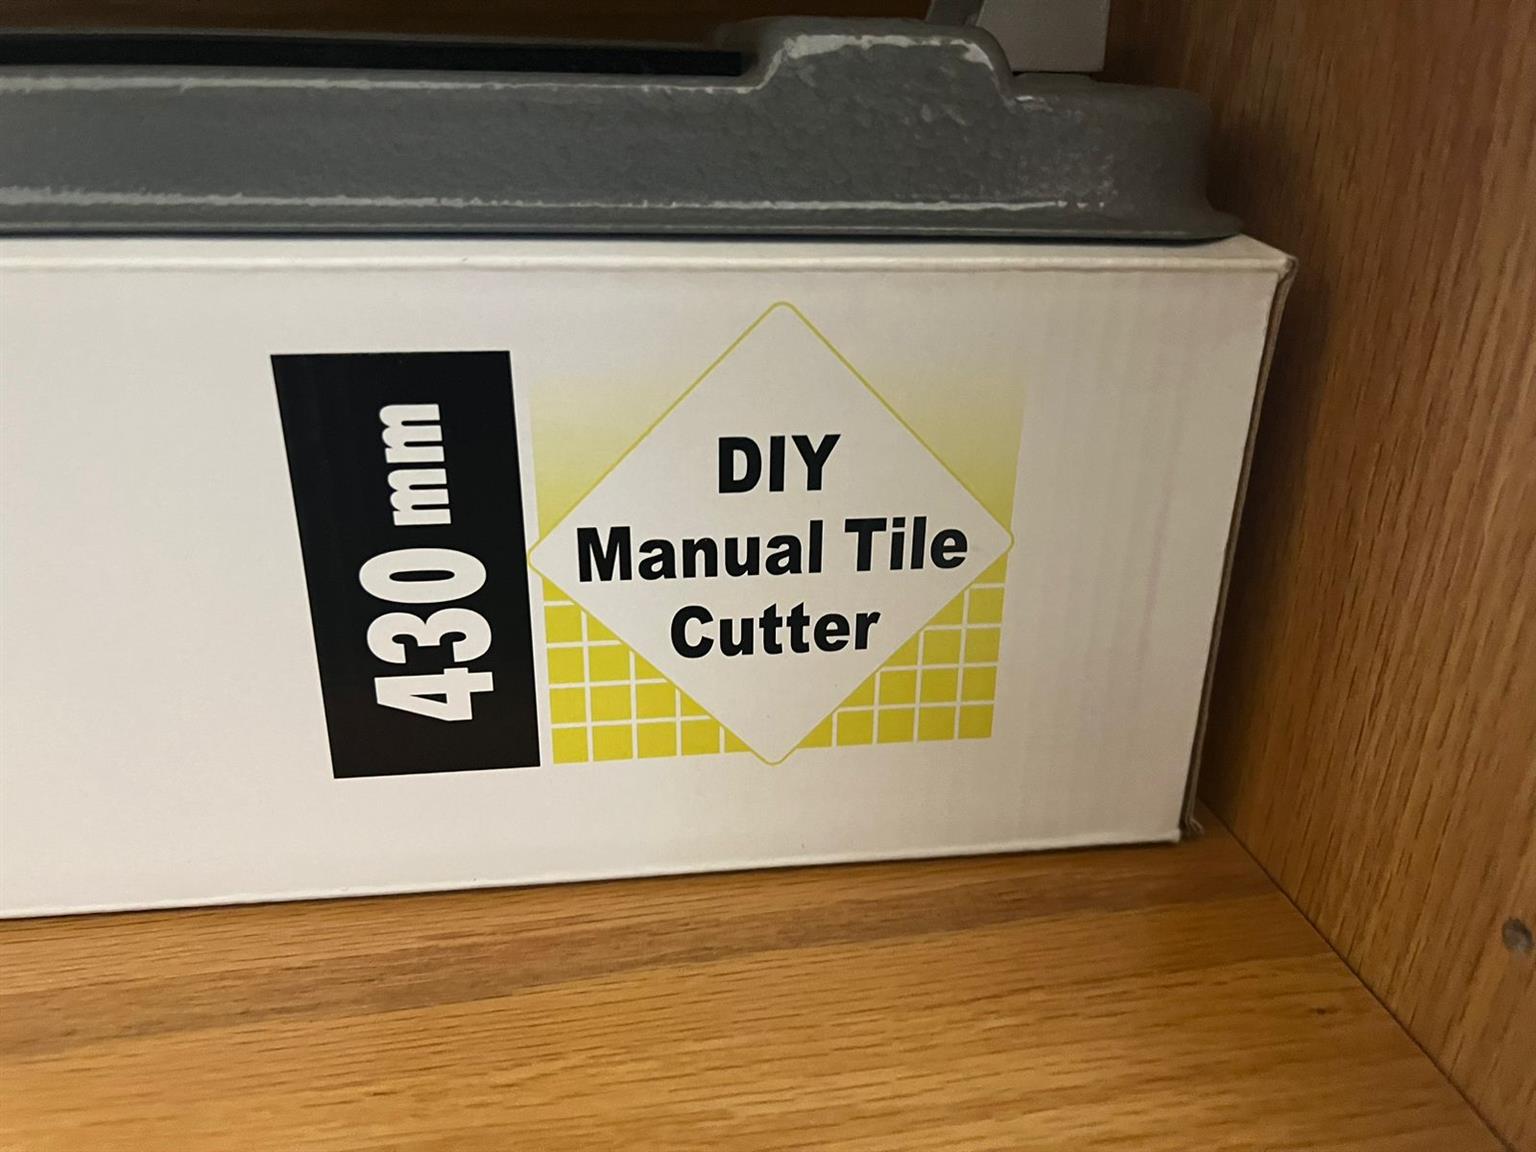 430 mm
DIY
Manual Tile
Cutter